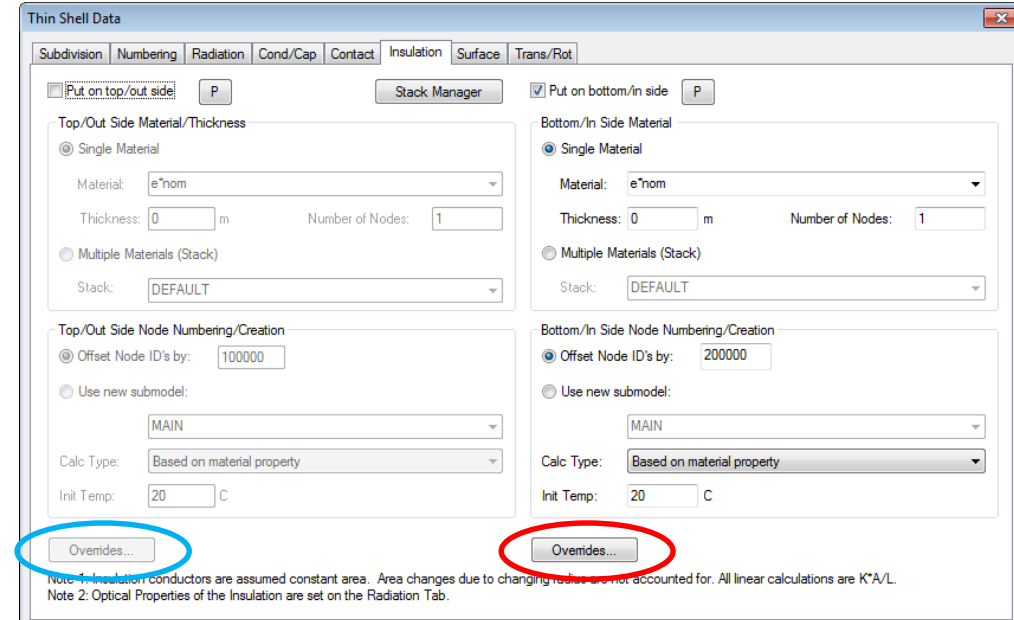 Thin Shell Data
Subdivision Numbering Radiation Cond/Cap Contact Insulation Surface Trans/Rot
Put on top/out side P Stack Manager Put on bottom/in side P
Top/Out Side Material/Thickness
Single Material
Material: e*nom
Thickness: 0 m Number of Nodes: 1
Multiple Materials (Stack)
Stack: DEFAULT
Bottom/In Side Material
Single Material
Material: e*nom
Thickness: 0 m Number of Nodes: 1
Multiple Materials (Stack)
Stack: DEFAULT
Top/Out Side Node Numbering/Creation
Offset Node ID's by: 100000
Use new submodel:
MAIN
Calc Type: Based on material property
Init Temp: 20 C
Overrides...
Bottom/In Side Node Numbering/Creation
Offset Node ID's by: 200000
Use new submodel:
MAIN
Calc Type: Based on material property
Init Temp: 20 C
Overrides...
Note 1: Insulation conductors are assumed constant area. Area changes due to changing radius are not accounted for. All linear calculations are K*A/L.
Note 2: Optical Properties of the Insulation are set on the Radiation Tab.